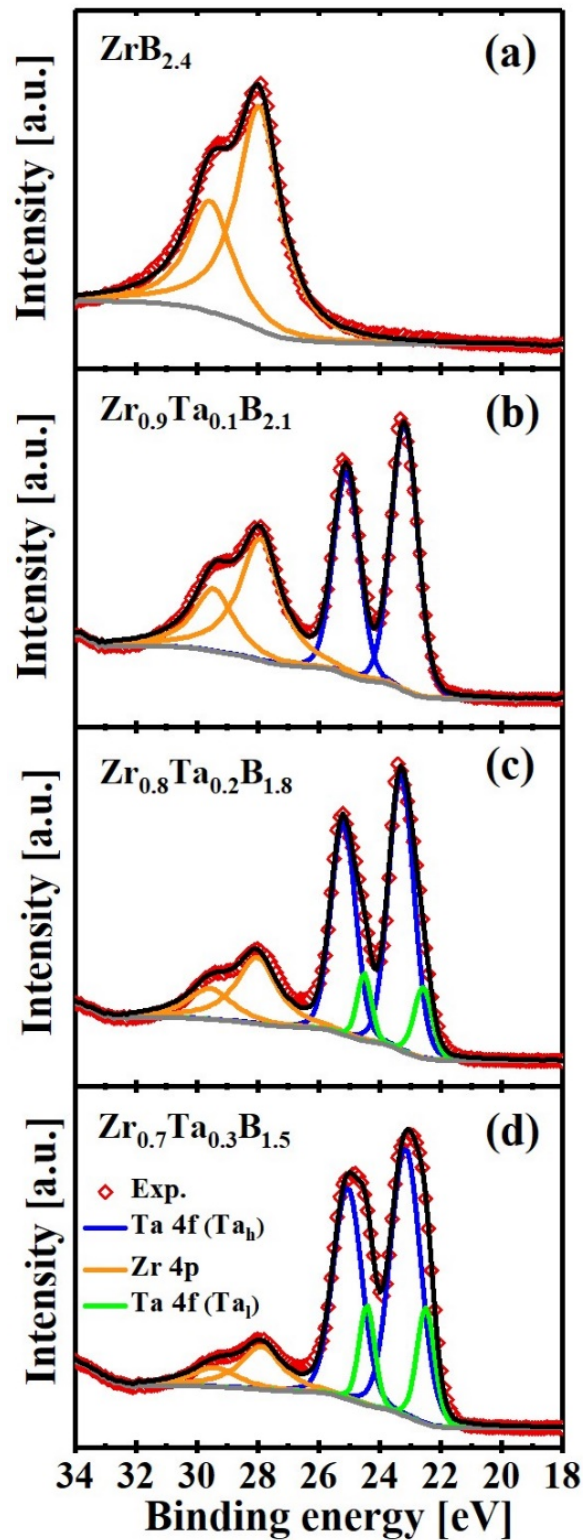 ZrB2.4 (a)
Intensity [a.u.]
Zr0.9Ta0.1B2.1 (b)
Intensity [a.u.]
Zr0.8Ta0.2B1.8 (c)
Intensity [a.u.]
Zr0.7Ta0.3B1.5 (d)
Intensity [a.u.]
Exp.
Ta 4f (Tah)
Zr 4p
Ta 4f (Tal)
34 32 30 28 26 24 22 20 18
Binding energy [eV]